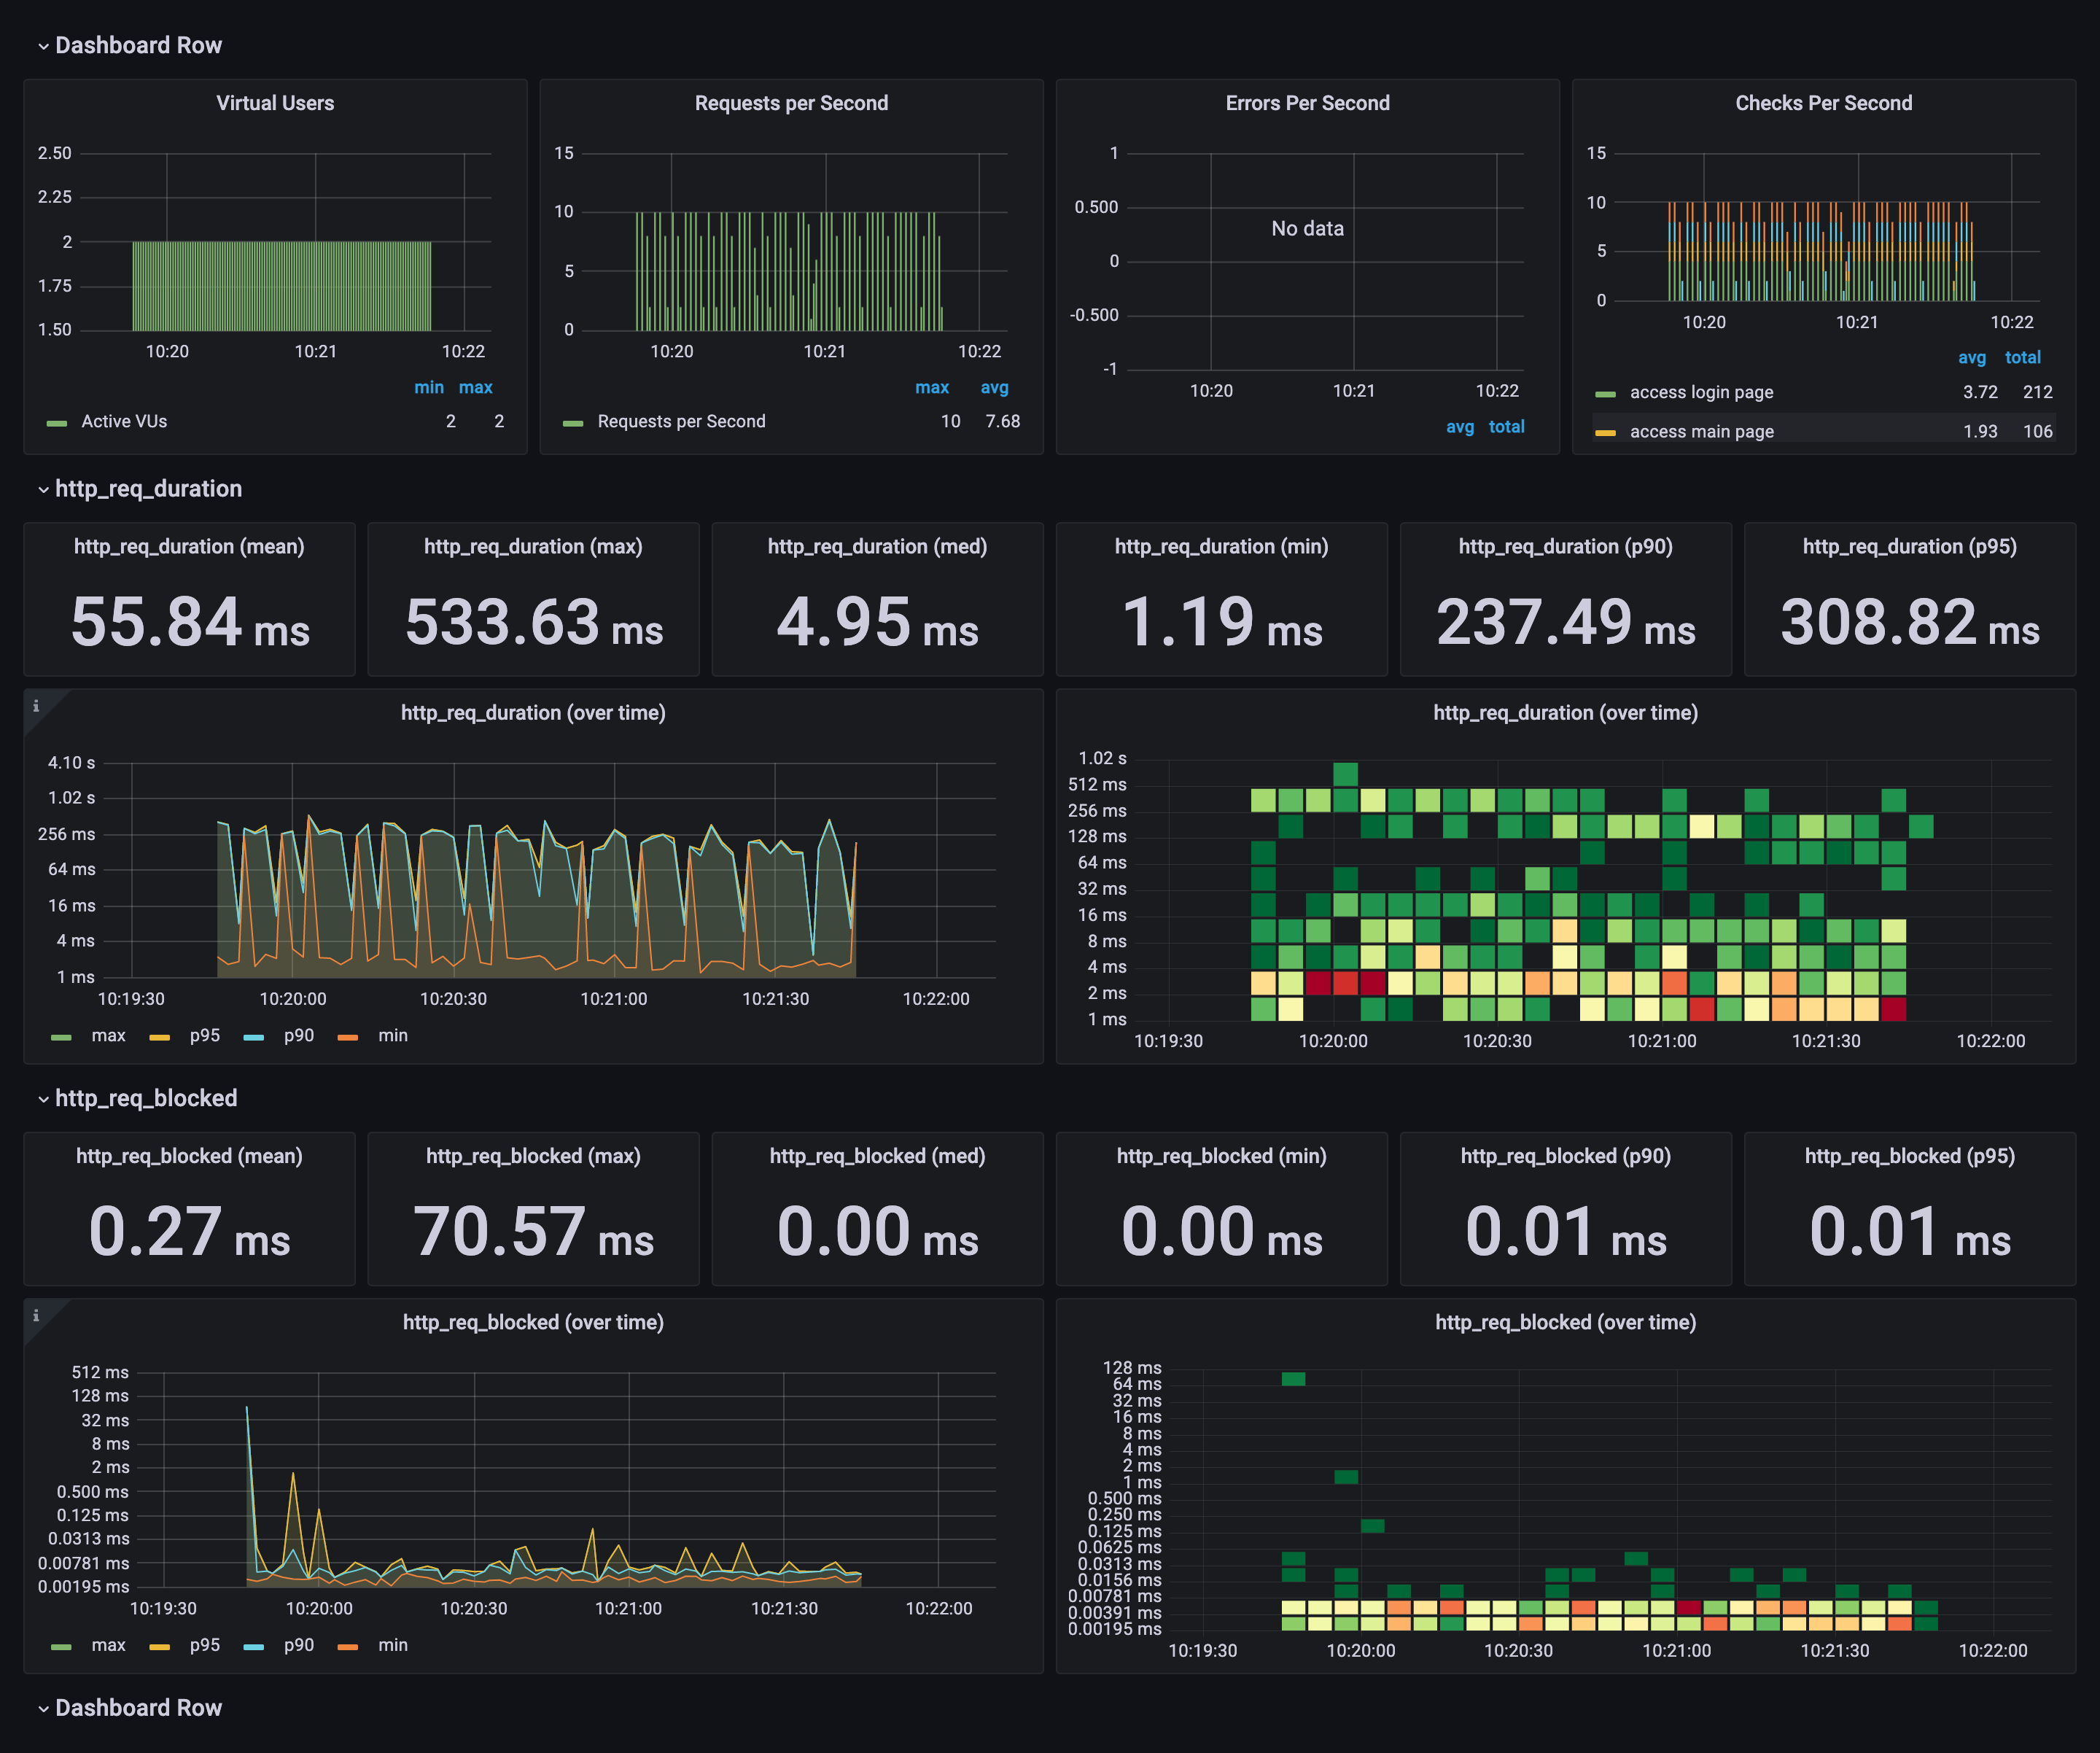 Dashboard Row
Virtual Users
2.50
2.25
2
1.75
1.50
10:20 10:21 10:22
min max
Active VUs 2 2
Requests per Second
15
10
5
0
10:20 10:21 10:22
max avg
Requests per Second 10 7.68
Errors Per Second
1
0.500
0
-0.500
-1
No data
10:20 10:21 10:22
avg total
Checks Per Second
15
10
5
0
10:20 10:21 10:22
avg total
access login page 3.72 212
access main page 1.93 106
http_req_duration
http_req_duration (mean)
55.84 ms
http_req_duration (max)
533.63 ms
http_req_duration (med)
4.95 ms
http_req_duration (min)
1.19 ms
http_req_duration (p90)
237.49 ms
http_req_duration (p95)
308.82 ms
i
http_req_duration (over time)
4.10 s
1.02 s
256 ms
64 ms
16 ms
4 ms
1 ms
10:19:30 10:20:00 10:20:30 10:21:00 10:21:30 10:22:00
max p95 p90 min
http_req_duration (over time)
1.02 s
512 ms
256 ms
128 ms
64 ms
32 ms
16 ms
8 ms
4 ms
2 ms
1 ms
10:19:30 10:20:00 10:20:30 10:21:00 10:21:30 10:22:00
http_req_blocked
http_req_blocked (mean)
0.27 ms
http_req_blocked (max)
70.57 ms
http_req_blocked (med)
0.00 ms
http_req_blocked (min)
0.00 ms
http_req_blocked (p90)
0.01 ms
http_req_blocked (p95)
0.01 ms
i
http_req_blocked (over time)
512 ms
128 ms
32 ms
8 ms
2 ms
0.500 ms
0.125 ms
0.0313 ms
0.00781 ms
0.00195 ms
10:19:30 10:20:00 10:20:30 10:21:00 10:21:30 10:22:00
max p95 p90 min
http_req_blocked (over time)
128 ms
64 ms
32 ms
16 ms
8 ms
4 ms
2 ms
1 ms
0.500 ms
0.250 ms
0.125 ms
0.0625 ms
0.0313 ms
0.0156 ms
0.00781 ms
0.00391 ms
0.00195 ms
10:19:30 10:20:00 10:20:30 10:21:00 10:21:30 10:22:00
Dashboard Row